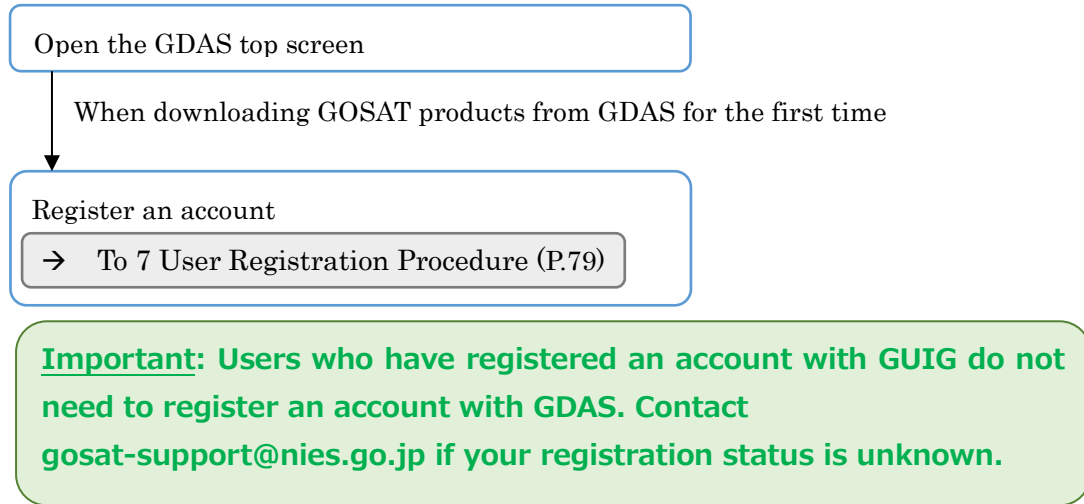 Open the GDAS top screen
When downloading GOSAT products from GDAS for the first time
Register an account
→ To 7 User Registration Procedure (P.79)
Important: Users who have registered an account with GUIG do not
need to register an account with GDAS. Contact
gosat-support@nies.go.jp if your registration status is unknown.